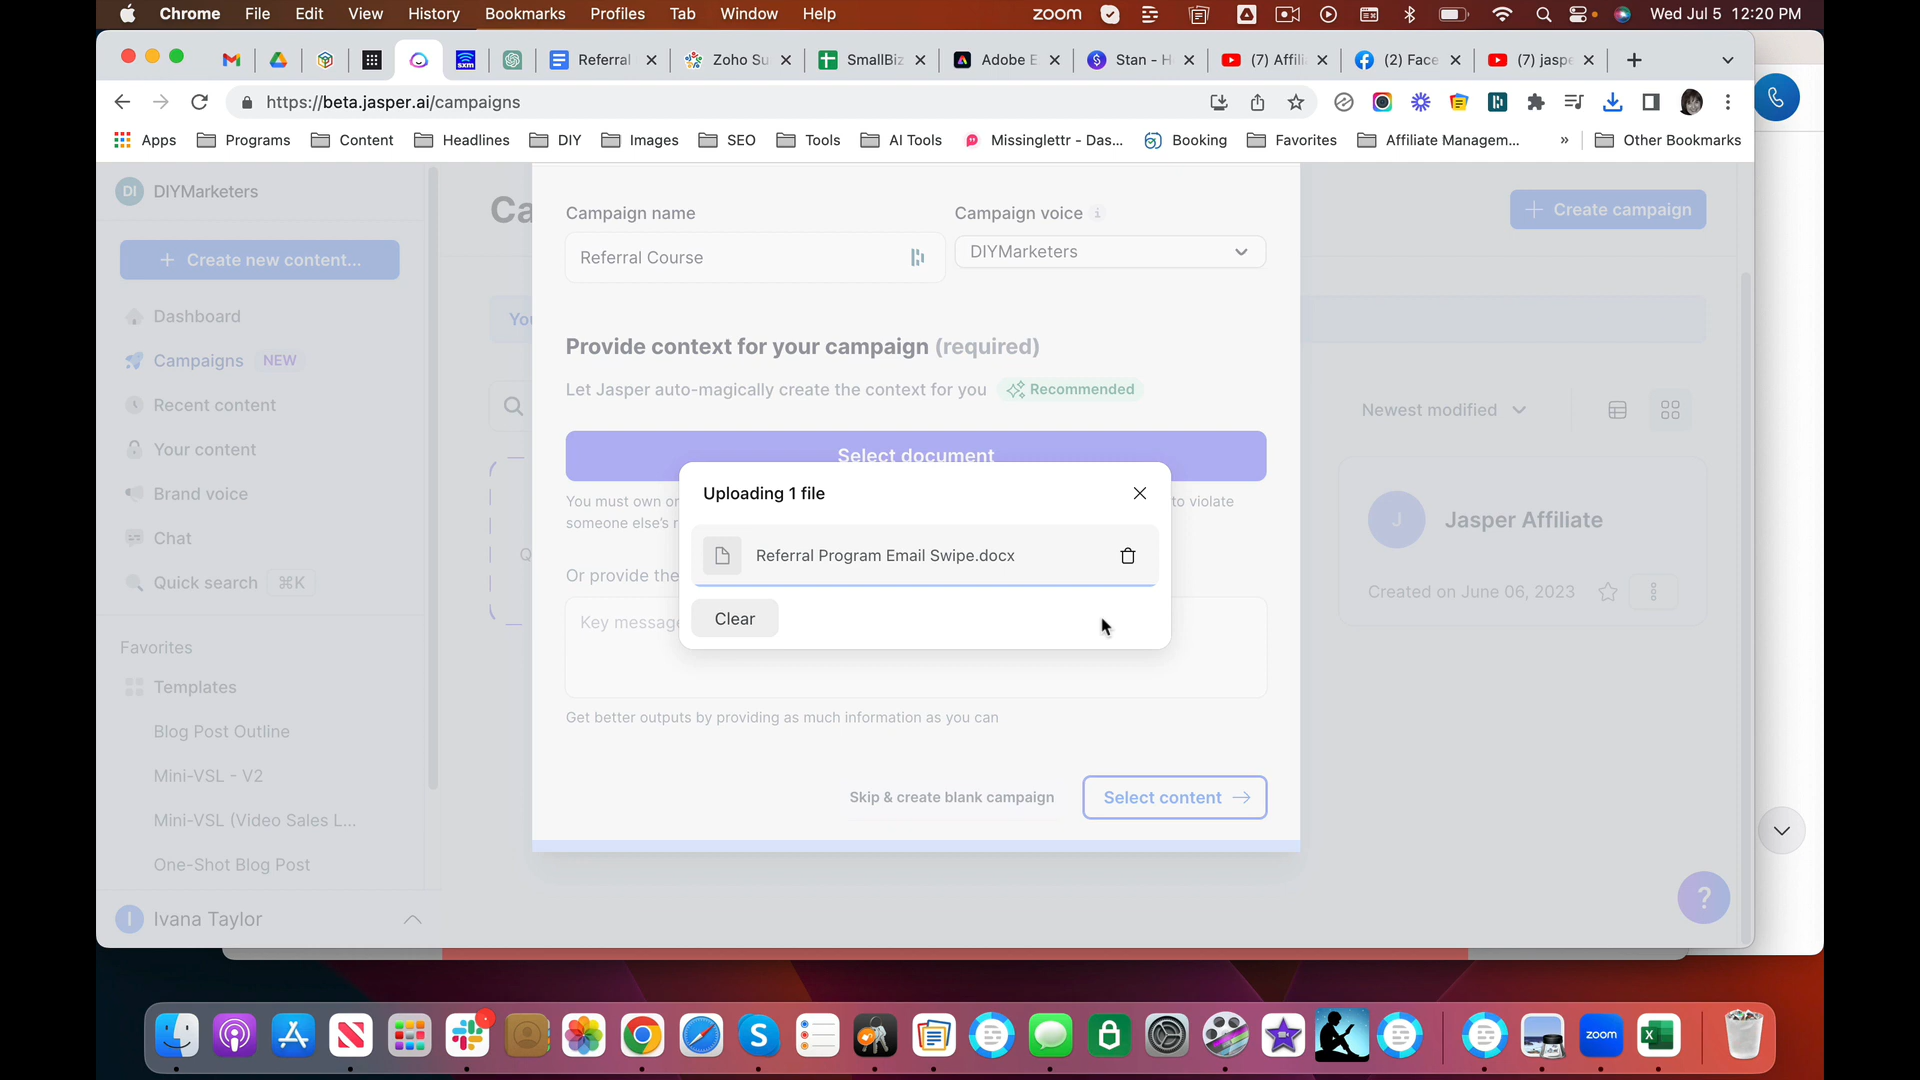 Chrome File Edit View History Bookmarks Profiles Tab Window Help zoom Wed Jul 5 12:20 PM
Referral Zoho Su SmallBiz Adobe E Stan - H (7) Affili (2) Face (7) jaspe
https://beta.jasper.ai/campaigns
Apps Programs Content Headlines DIY Images SEO Tools AI Tools Missinglettr - Das... Booking Favorites Affiliate Managem... » Other Bookmarks
DI DIYMarketers
Ca
+ Create campaign
+ Create new content...
Dashboard
Campaigns NEW
Recent content
Your content
Brand voice
Chat
Quick search ⌘K
Favorites
Templates
Blog Post Outline
Mini-VSL - V2
Mini-VSL (Video Sales L...
One-Shot Blog Post
I Ivana Taylor
Campaign name
Campaign voice i
Referral Course
DIYMarketers
You
Provide context for your campaign (required)
Let Jasper auto-magically create the context for you Recommended
Select document
You must own or
to violate
someone else's r
Uploading 1 file
Referral Program Email Swipe.docx
Clear
Or provide the
Key message
Get better outputs by providing as much information as you can
Skip & create blank campaign
Select content →
Newest modified
J Jasper Affiliate
Created on June 06, 2023
?
zoom